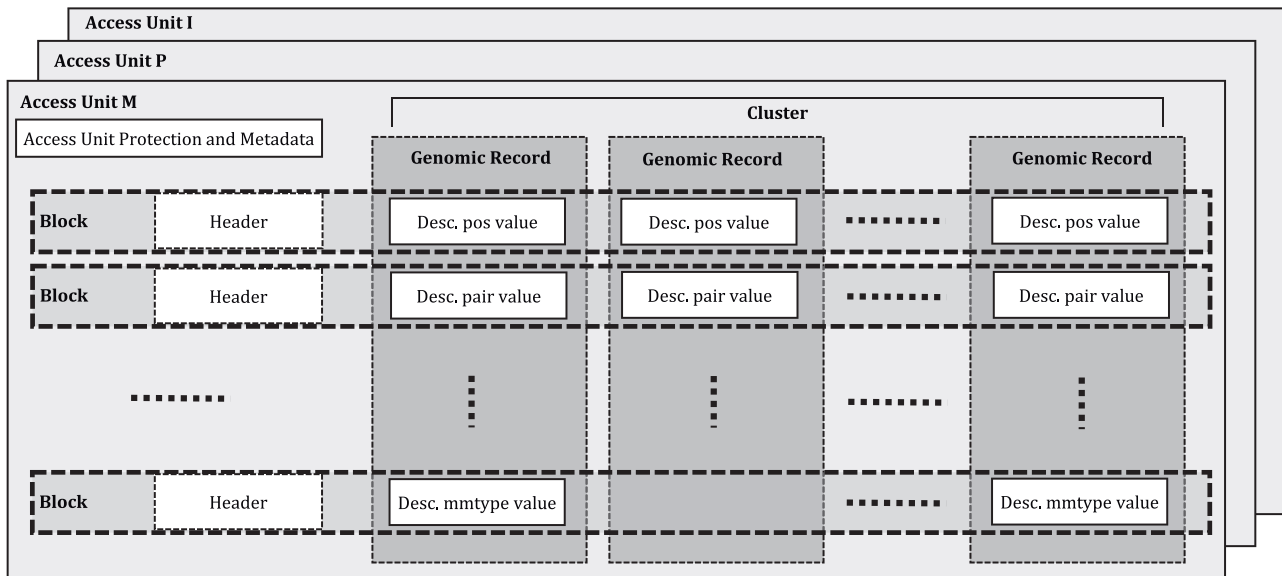 Access Unit I
Access Unit P
Access Unit M
Cluster
Access Unit Protection and Metadata
Genomic Record Genomic Record Genomic Record
Block Header Desc. pos value Desc. pos value Desc. pos value
Block Header Desc. pair value Desc. pair value Desc. pair value
Block Header Desc. mmtype value Desc. mmtype value